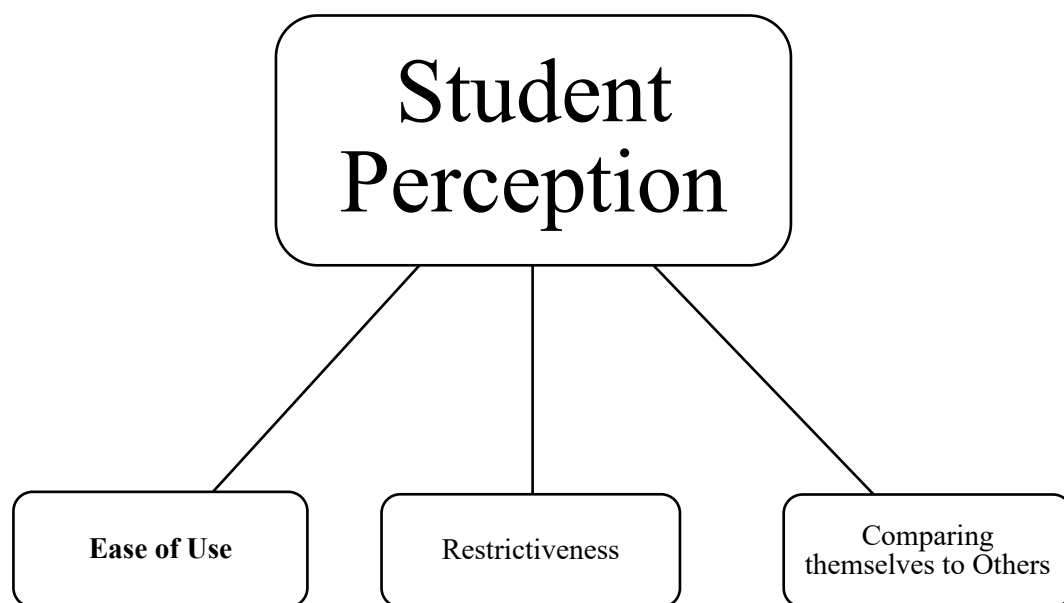 Student
Perception
Ease of Use
Restrictiveness
Comparing
themselves to Others